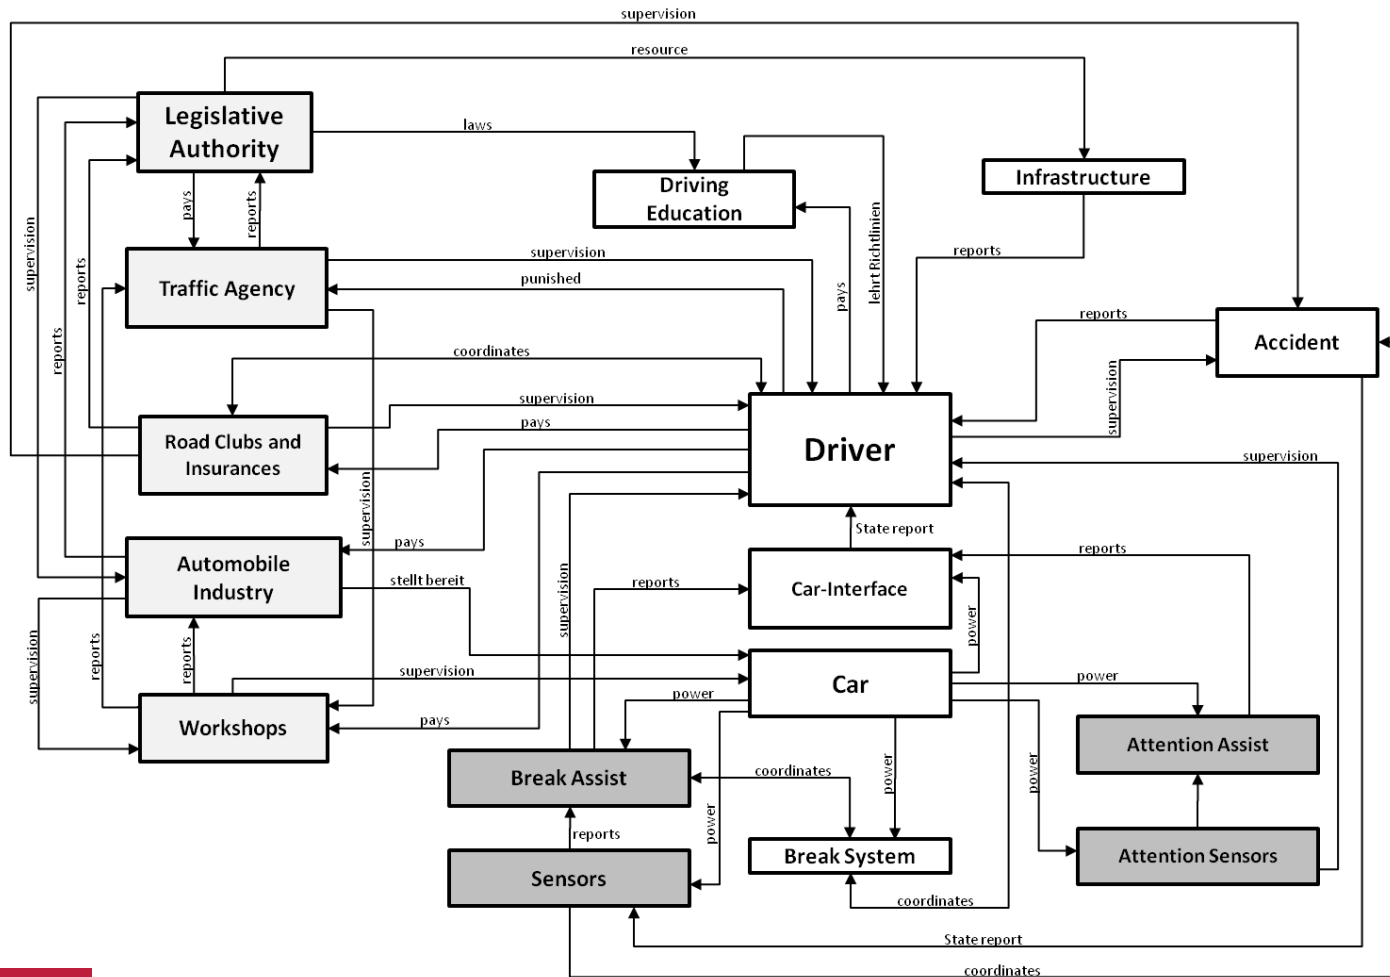 supervision
resource
Legislative
Authority
laws
Driving
Education
Infrastructure
pays
reports
supervision
reports
reports
Traffic Agency
supervision
punished
pays
lehrt Richtlinien
reports
coordinates
reports
Accident
supervision
Road Clubs and
Insurances
supervision
pays
Driver
supervision
supervision
State report
pays
Automobile
Industry
stellt bereit
supervision
reports
Car-Interface
reports
power
supervision
reports
reports
supervision
Car
power
power
Workshops
pays
Attention Assist
Break Assist
coordinates
power
power
power
reports
Break System
Attention Sensors
Sensors
coordinates
State report
coordinates